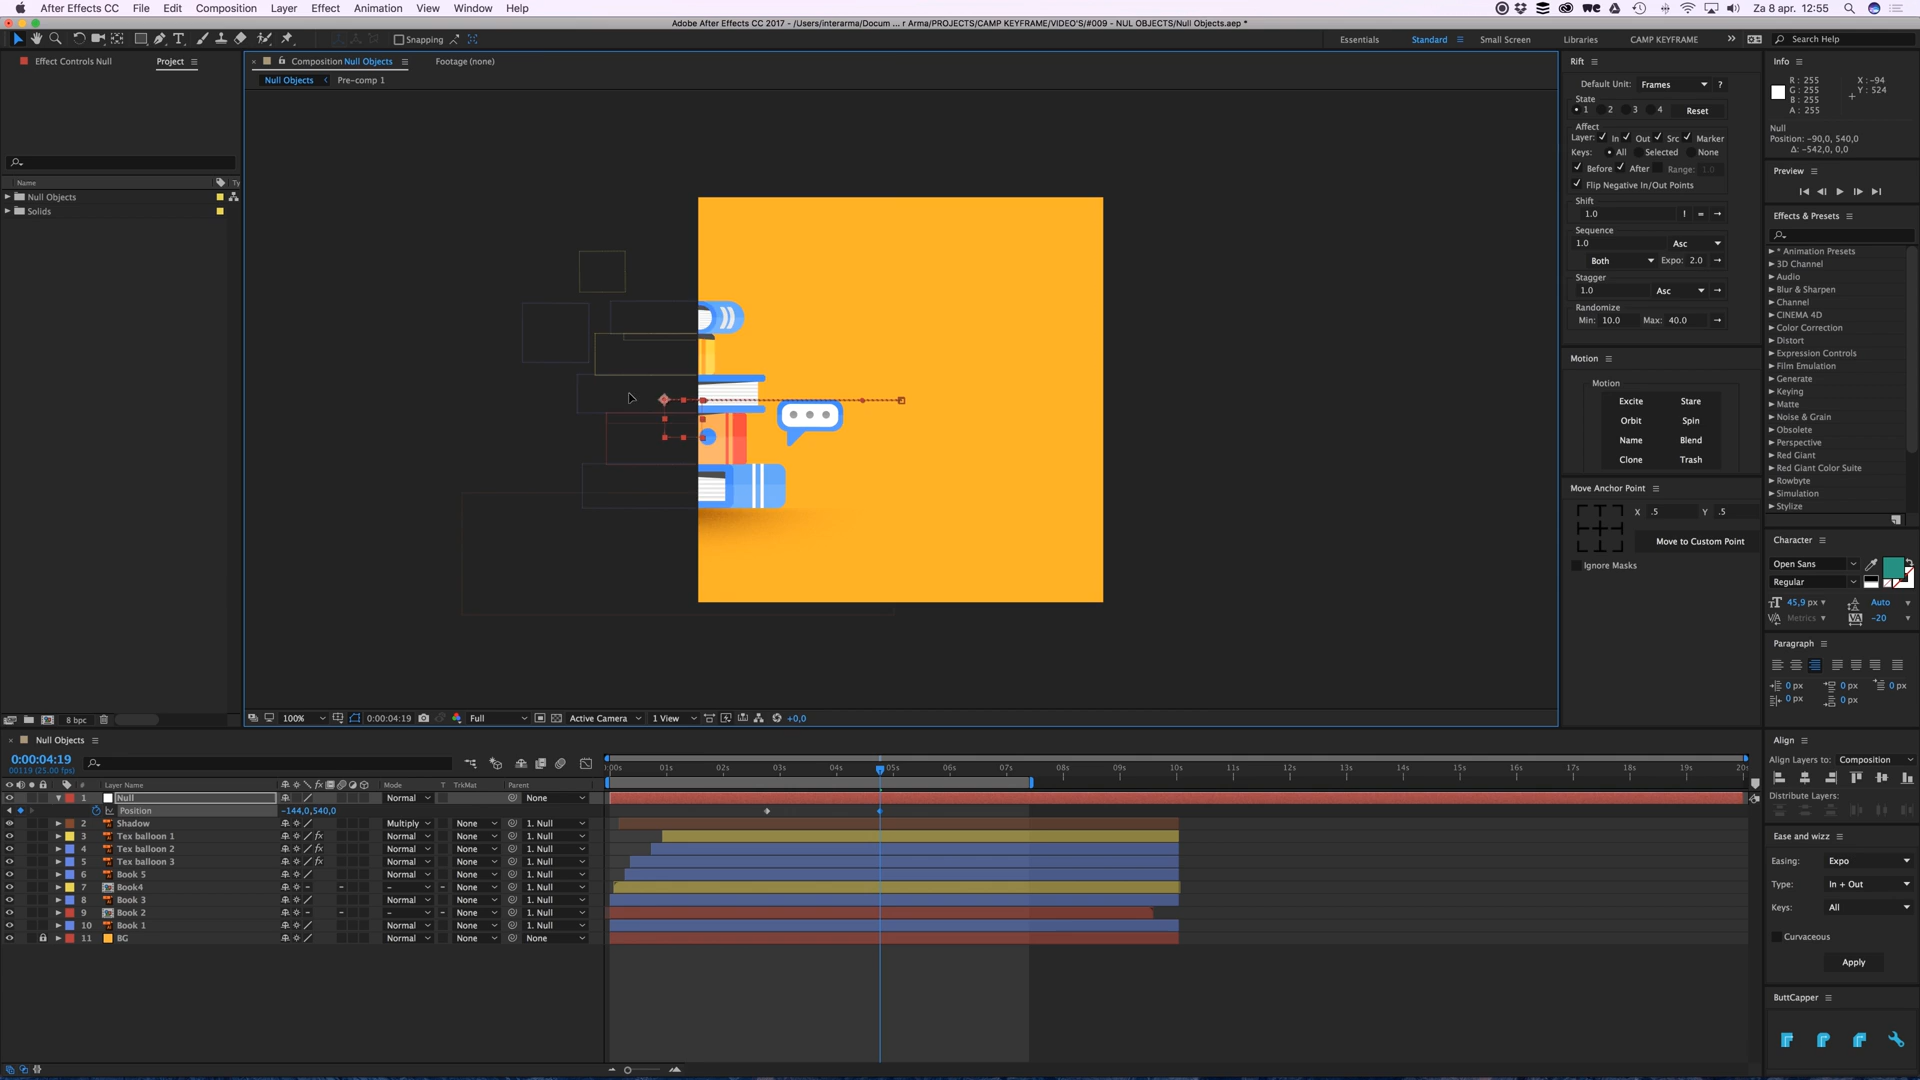 After Effects CC File Edit Composition Layer Effect Animation View Window Help
Za 8 apr. 12:55
Adobe After Effects CC 2017 - /Users/interarma/Docum ... r Arma/PROJECTS/CAMP KEYFRAME/VIDEO'S/#009 - NUL OBJECTS/Null Objects.aep *
Snapping
Essentials Standard Small Screen Libraries CAMP KEYFRAME Search Help
Effect Controls Null Project
Composition Null Objects Footage (none)
Null Objects Pre-comp 1
Name Ty
Null Objects
Solids
8 bpc
100% 0:00:04:19 Full Active Camera 1 View +0,0
Rift
Default Unit: Frames ?
State
1 2 3 4 Reset
Affect
Layer: In Out Src Marker
Keys: All Selected None
Before After Range: 1.0
Flip Negative In/Out Points
Shift
1.0 ! = →
Sequence
1.0 Asc
Both Expo: 2.0 →
Stagger
1.0 Asc →
Randomize
Min: 10.0 Max: 40.0
Motion
Motion
Excite Stare
Orbit Spin
Name Blend
Clone Trash
Move Anchor Point
X .5 Y .5
Move to Custom Point
Ignore Masks
Info
R : 255
G : 255
B : 255
A : 255
X : -94
Y : 524
Null
Position: -90,0, 540,0
Δ: -542,0, 0,0
Preview
Effects & Presets
* Animation Presets
3D Channel
Audio
Blur & Sharpen
Channel
CINEMA 4D
Color Correction
Distort
Expression Controls
Film Emulation
Generate
Keying
Matte
Noise & Grain
Obsolete
Perspective
Red Giant
Red Giant Color Suite
Rowbyte
Simulation
Stylize
Character
Open Sans
Regular
45,9 px Auto
Metrics -20
Paragraph
0 px 0 px 0 px
0 px 0 px
Align
Align Layers to: Composition
Distribute Layers:
Ease and wizz
Easing: Expo
Type: In + Out
Keys: All
Curvaceous
Apply
ButtCapper
Null Objects
0:00:04:19
00119 (25.00 fps)
# Layer Name Mode T TrkMat Parent
:00s 01s 02s 03s 04s 05s 06s 07s 08s 09s 10s 11s 12s 13s 14s 15s 16s 17s 18s 19s 20s
1 Null Normal None
Position -144,0,540,0
2 Shadow Multiply None 1. Null
3 Tex balloon 1 fx Normal None 1. Null
4 Tex balloon 2 fx Normal None 1. Null
5 Tex balloon 3 fx Normal None 1. Null
6 Book 5 Normal None 1. Null
7 Book4 - None 1. Null
8 Book 3 Normal None 1. Null
9 Book 2 - None 1. Null
10 Book 1 Normal None 1. Null
11 BG Normal None None